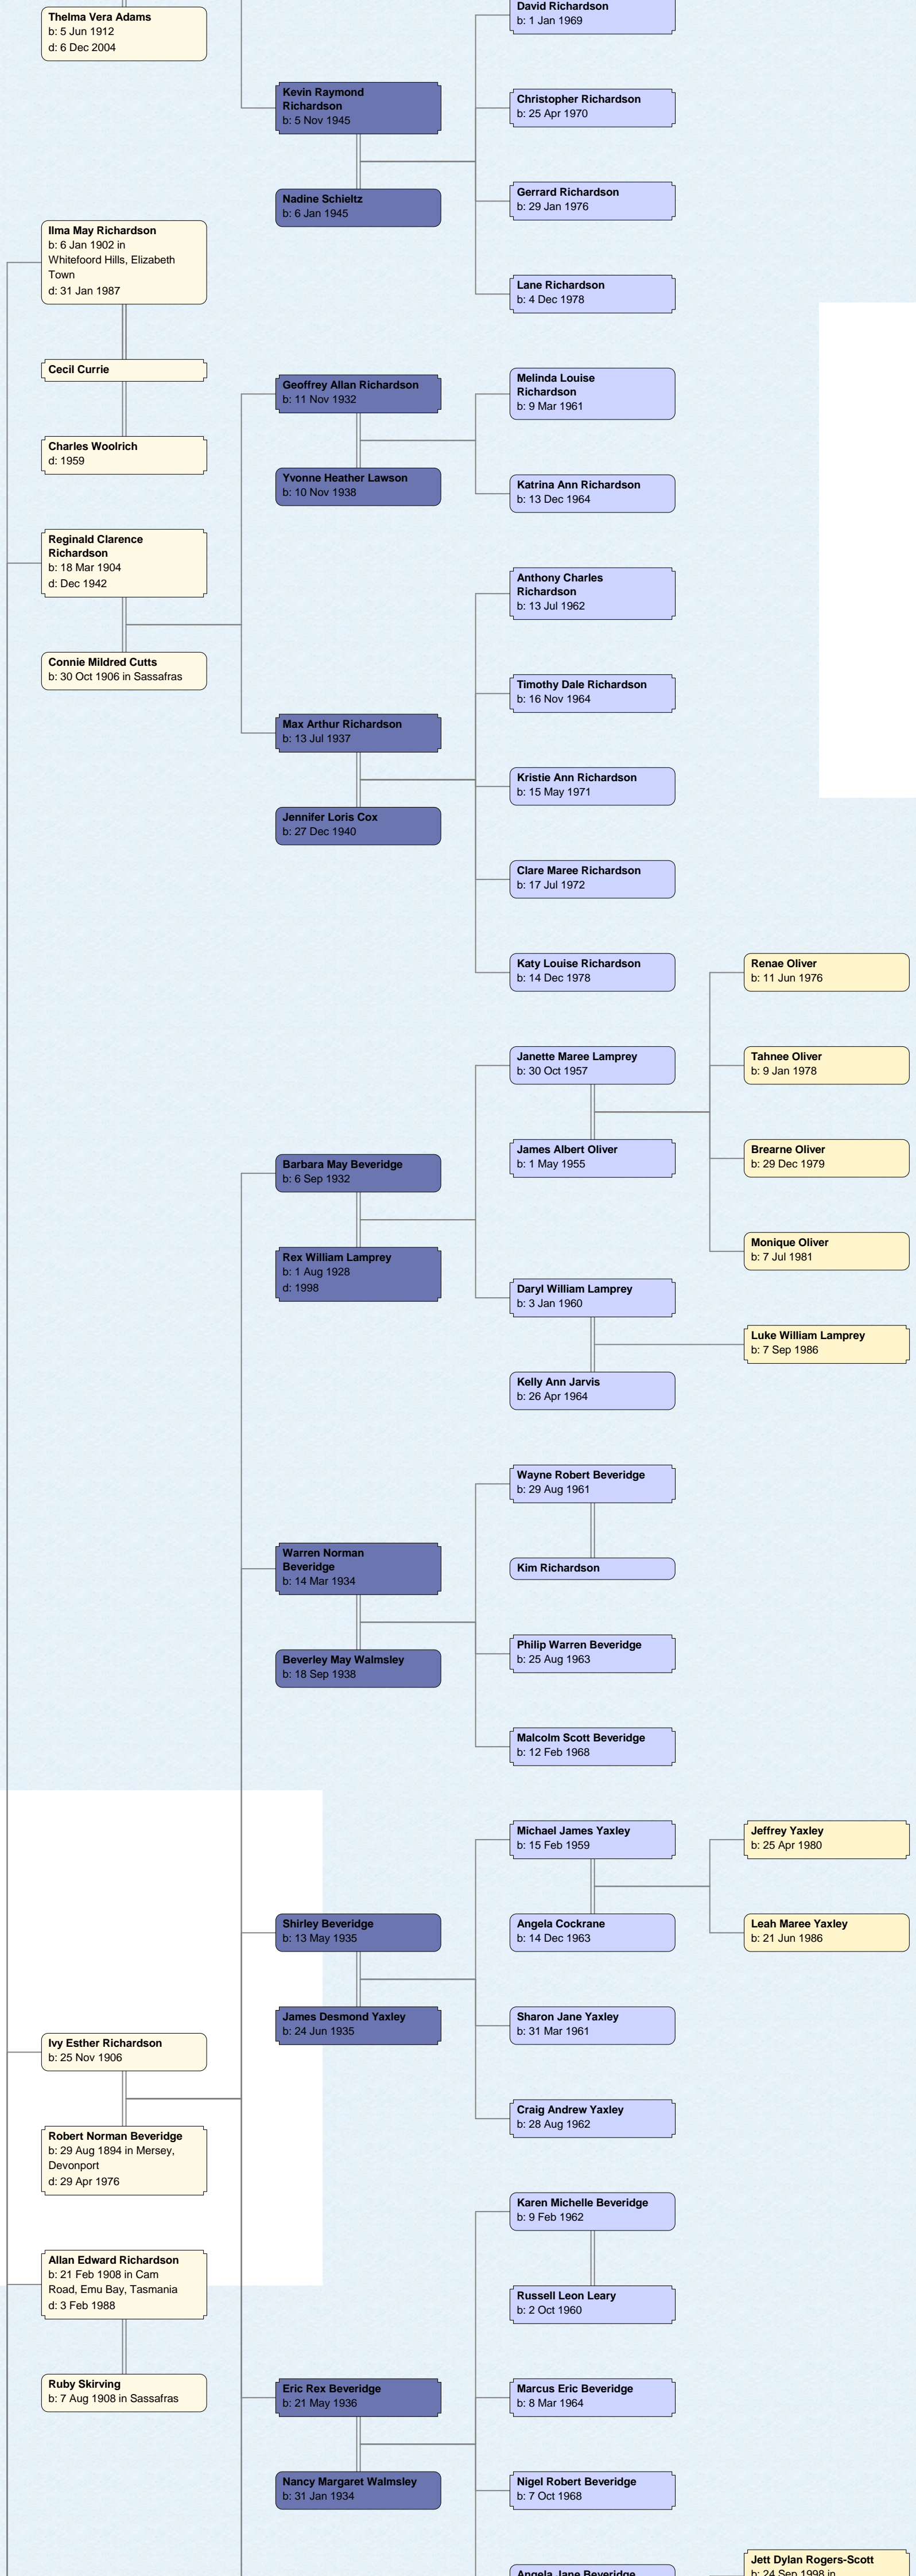 Thelma Vera Adams
b: 5 Jun 1912
d: 6 Dec 2004
Ilma May Richardson
b: 6 Jan 1902 in
Whitefoord Hills, Elizabeth
Town
d: 31 Jan 1987
Cecil Currie
Charles Woolrich
d: 1959
Reginald Clarence
Richardson
b: 18 Mar 1904
d: Dec 1942
Connie Mildred Cutts
b: 30 Oct 1906 in Sassafras
Ivy Esther Richardson
b: 25 Nov 1906
Robert Norman Beveridge
b: 29 Aug 1894 in Mersey,
Devonport
d: 29 Apr 1976
Allan Edward Richardson
b: 21 Feb 1908 in Cam
Road, Emu Bay, Tasmania
d: 3 Feb 1988
Ruby Skirving
b: 7 Aug 1908 in Sassafras
Kevin Raymond
Richardson
b: 5 Nov 1945
Nadine Schieltz
b: 6 Jan 1945
Geoffrey Allan Richardson
b: 11 Nov 1932
Yvonne Heather Lawson
b: 10 Nov 1938
Max Arthur Richardson
b: 13 Jul 1937
Jennifer Loris Cox
b: 27 Dec 1940
Barbara May Beveridge
b: 6 Sep 1932
Rex William Lamprey
b: 1 Aug 1928
d: 1998
Warren Norman
Beveridge
b: 14 Mar 1934
Beverley May Walmsley
b: 18 Sep 1938
Shirley Beveridge
b: 13 May 1935
James Desmond Yaxley
b: 24 Jun 1935
Eric Rex Beveridge
b: 21 May 1936
Nancy Margaret Walmsley
b: 31 Jan 1934
David Richardson
b: 1 Jan 1969
Christopher Richardson
b: 25 Apr 1970
Gerrard Richardson
b: 29 Jan 1976
Lane Richardson
b: 4 Dec 1978
Melinda Louise
Richardson
b: 9 Mar 1961
Katrina Ann Richardson
b: 13 Dec 1964
Anthony Charles
Richardson
b: 13 Jul 1962
Timothy Dale Richardson
b: 16 Nov 1964
Kristie Ann Richardson
b: 15 May 1971
Clare Maree Richardson
b: 17 Jul 1972
Katy Louise Richardson
b: 14 Dec 1978
Janette Maree Lamprey
b: 30 Oct 1957
James Albert Oliver
b: 1 May 1955
Daryl William Lamprey
b: 3 Jan 1960
Kelly Ann Jarvis
b: 26 Apr 1964
Wayne Robert Beveridge
b: 29 Aug 1961
Kim Richardson
Philip Warren Beveridge
b: 25 Aug 1963
Malcolm Scott Beveridge
b: 12 Feb 1968
Michael James Yaxley
b: 15 Feb 1959
Angela Cockrane
b: 14 Dec 1963
Sharon Jane Yaxley
b: 31 Mar 1961
Craig Andrew Yaxley
b: 28 Aug 1962
Karen Michelle Beveridge
b: 9 Feb 1962
Russell Leon Leary
b: 2 Oct 1960
Marcus Eric Beveridge
b: 8 Mar 1964
Nigel Robert Beveridge
b: 7 Oct 1968
Angela Jane Beveridge
Renae Oliver
b: 11 Jun 1976
Tahnee Oliver
b: 9 Jan 1978
Brearne Oliver
b: 29 Dec 1979
Monique Oliver
b: 7 Jul 1981
Luke William Lamprey
b: 7 Sep 1986
Jeffrey Yaxley
b: 25 Apr 1980
Leah Maree Yaxley
b: 21 Jun 1986
Jett Dylan Rogers-Scott
b: 24 Sep 1998 in